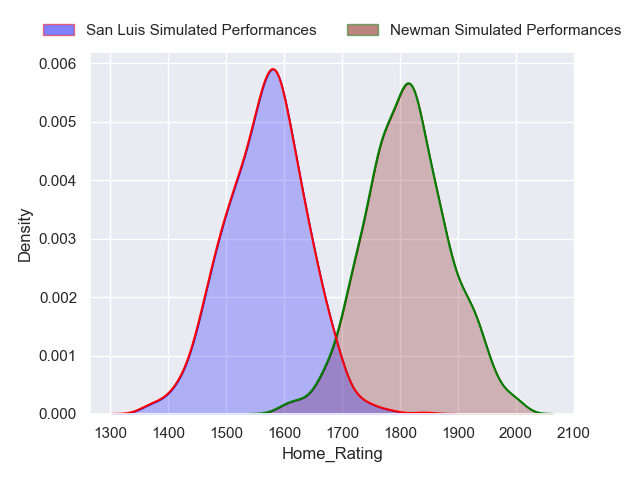 San Luis Simulated Performances Newman Simulated Performances
0.006
0.005
0.004
0.003
0.002
0.001
0.000
Density
1300 1400 1500 1600 1700 1800 1900 2000 2100
Home_Rating